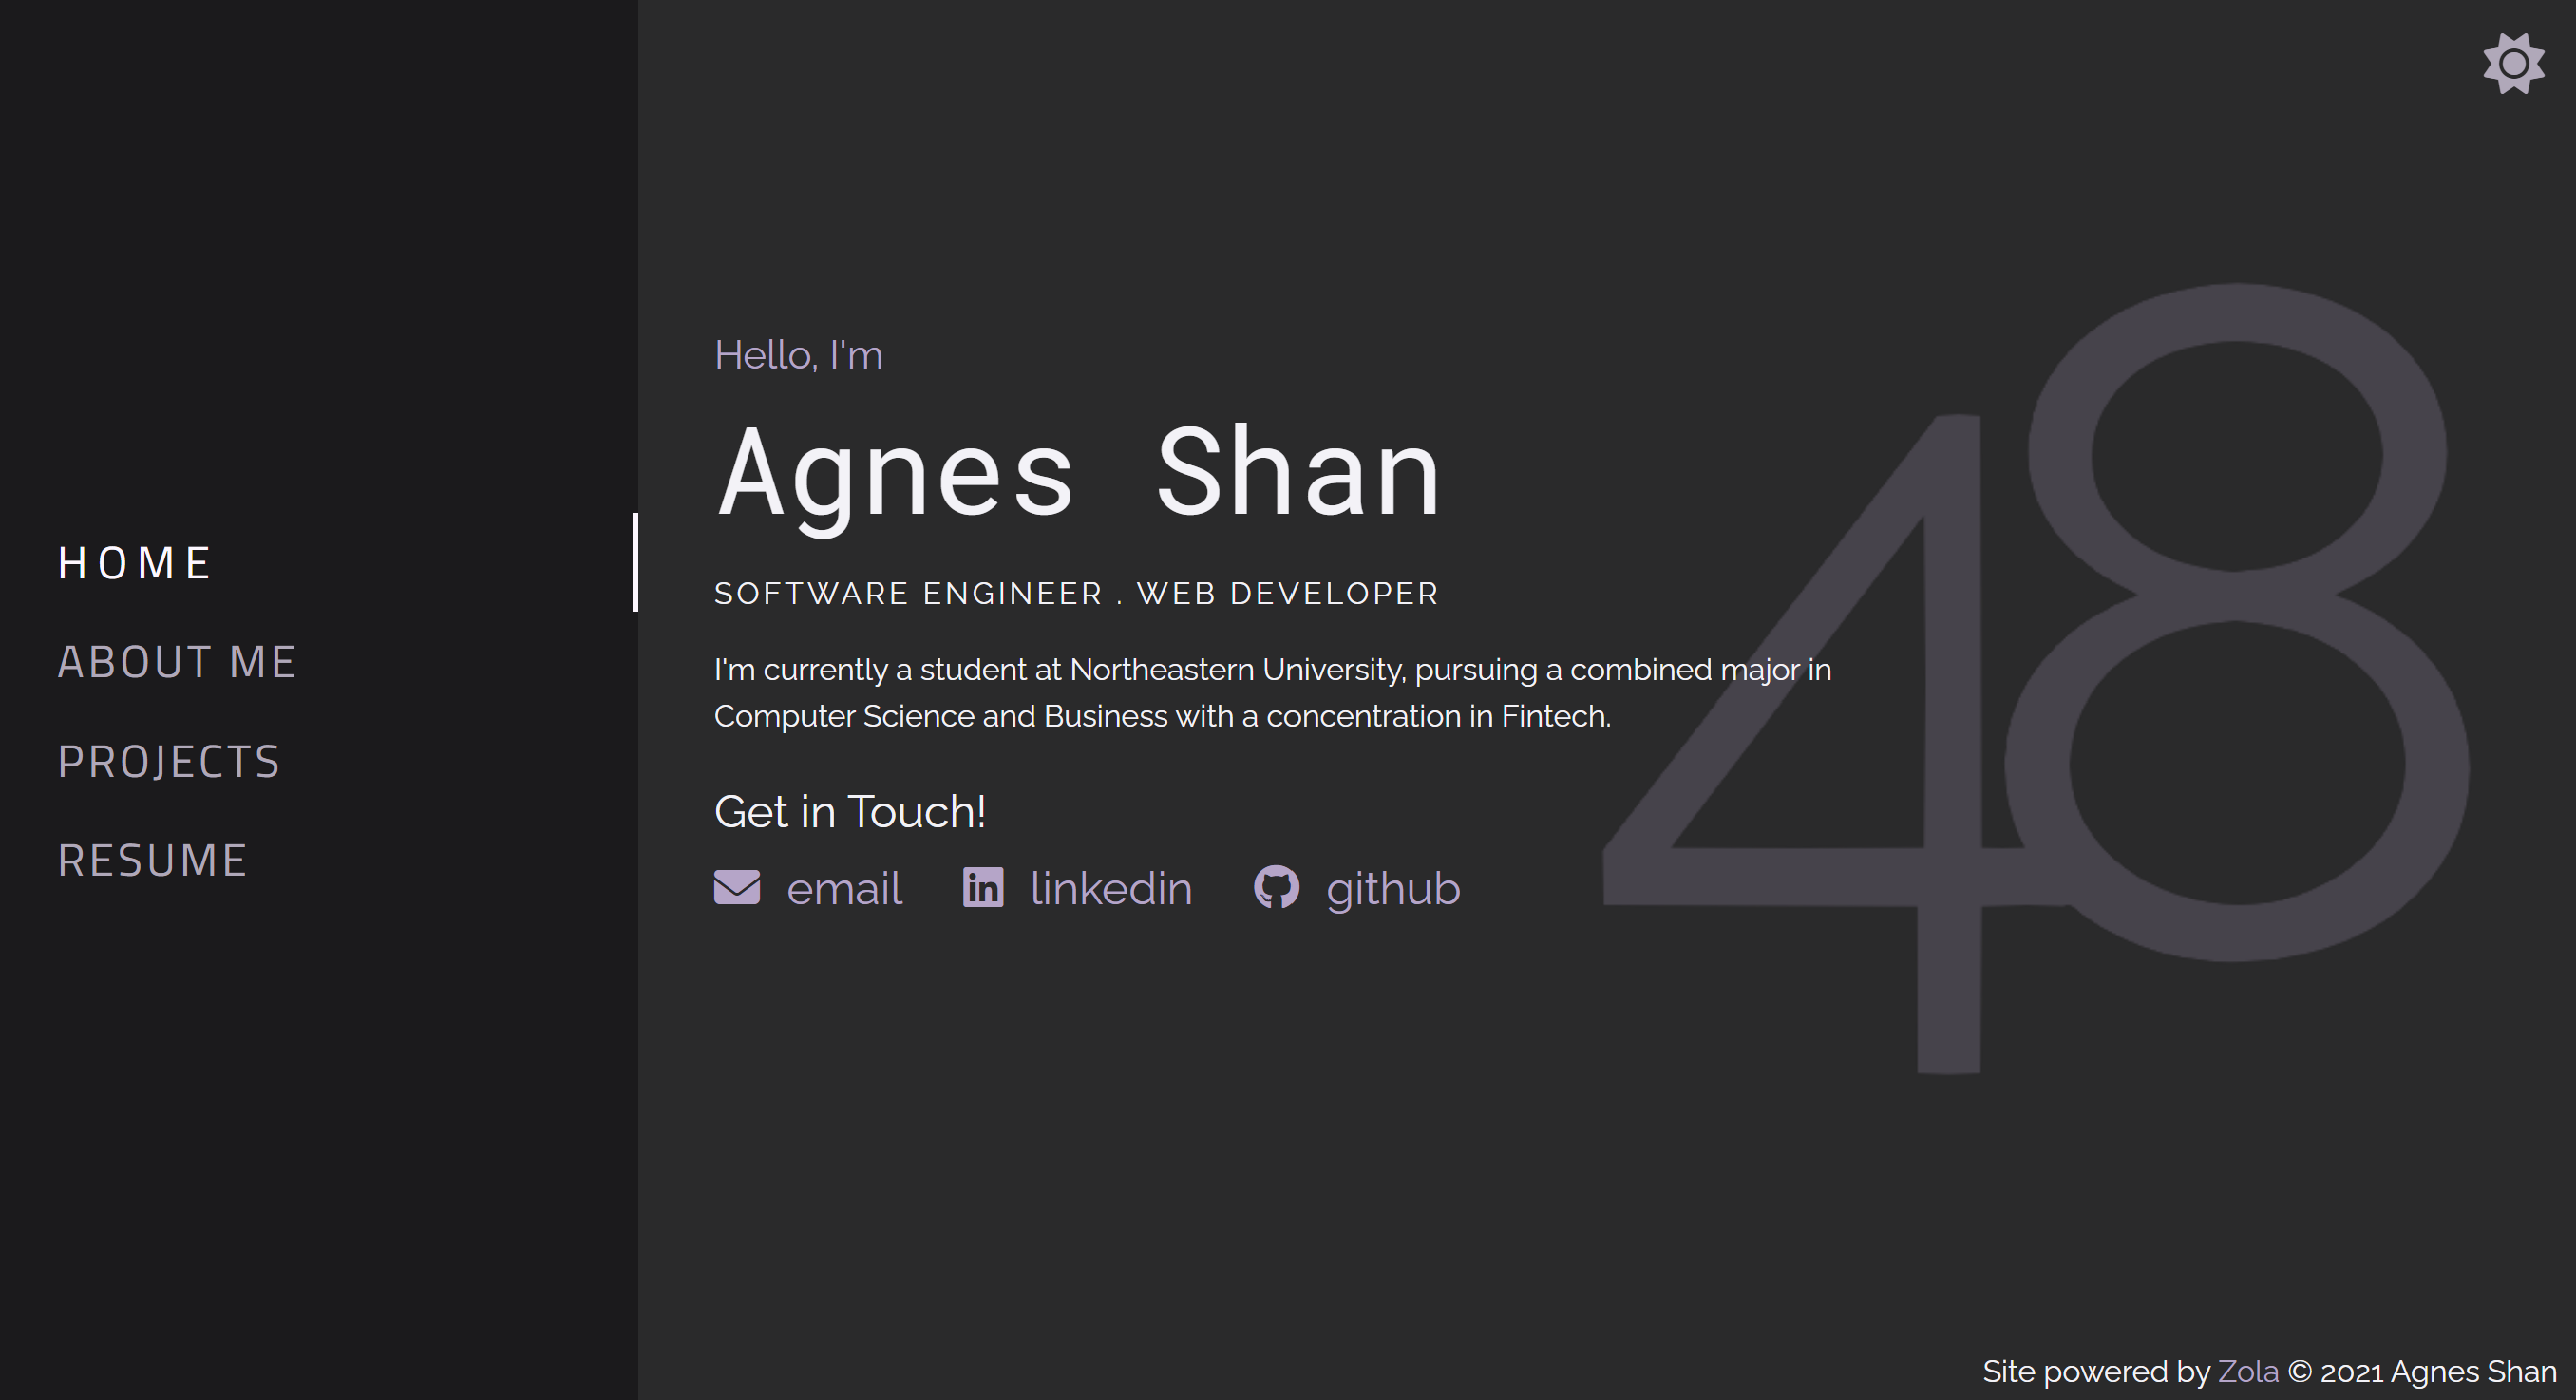 HOME
ABOUT ME
PROJECTS
RESUME
Hello, I'm
Agnes Shan
SOFTWARE ENGINEER . WEB DEVELOPER
I'm currently a student at Northeastern University, pursuing a combined major in
Computer Science and Business with a concentration in Fintech.
Get in Touch!
email linkedin github
48
Site powered by Zola © 2021 Agnes Shan